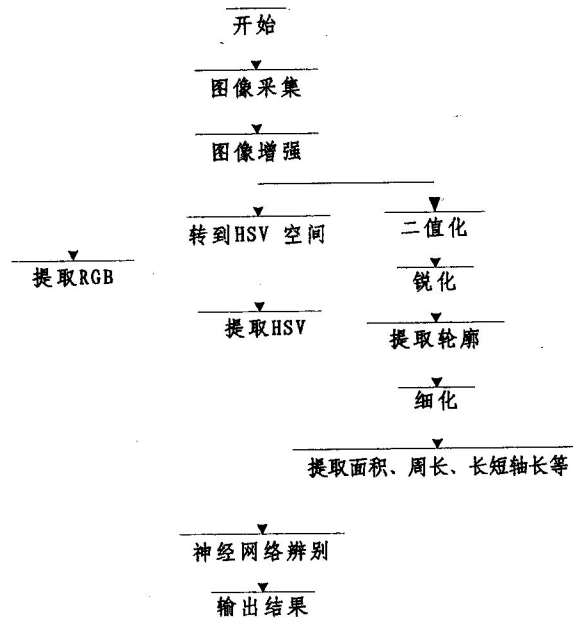 开始
图像采集
图像增强
转到HSV 空间
二值化
提取RGB
锐化
提取HSV
提取轮廓
细化
提取面积、周长、长短轴长等
神经网络辨别
输出结果